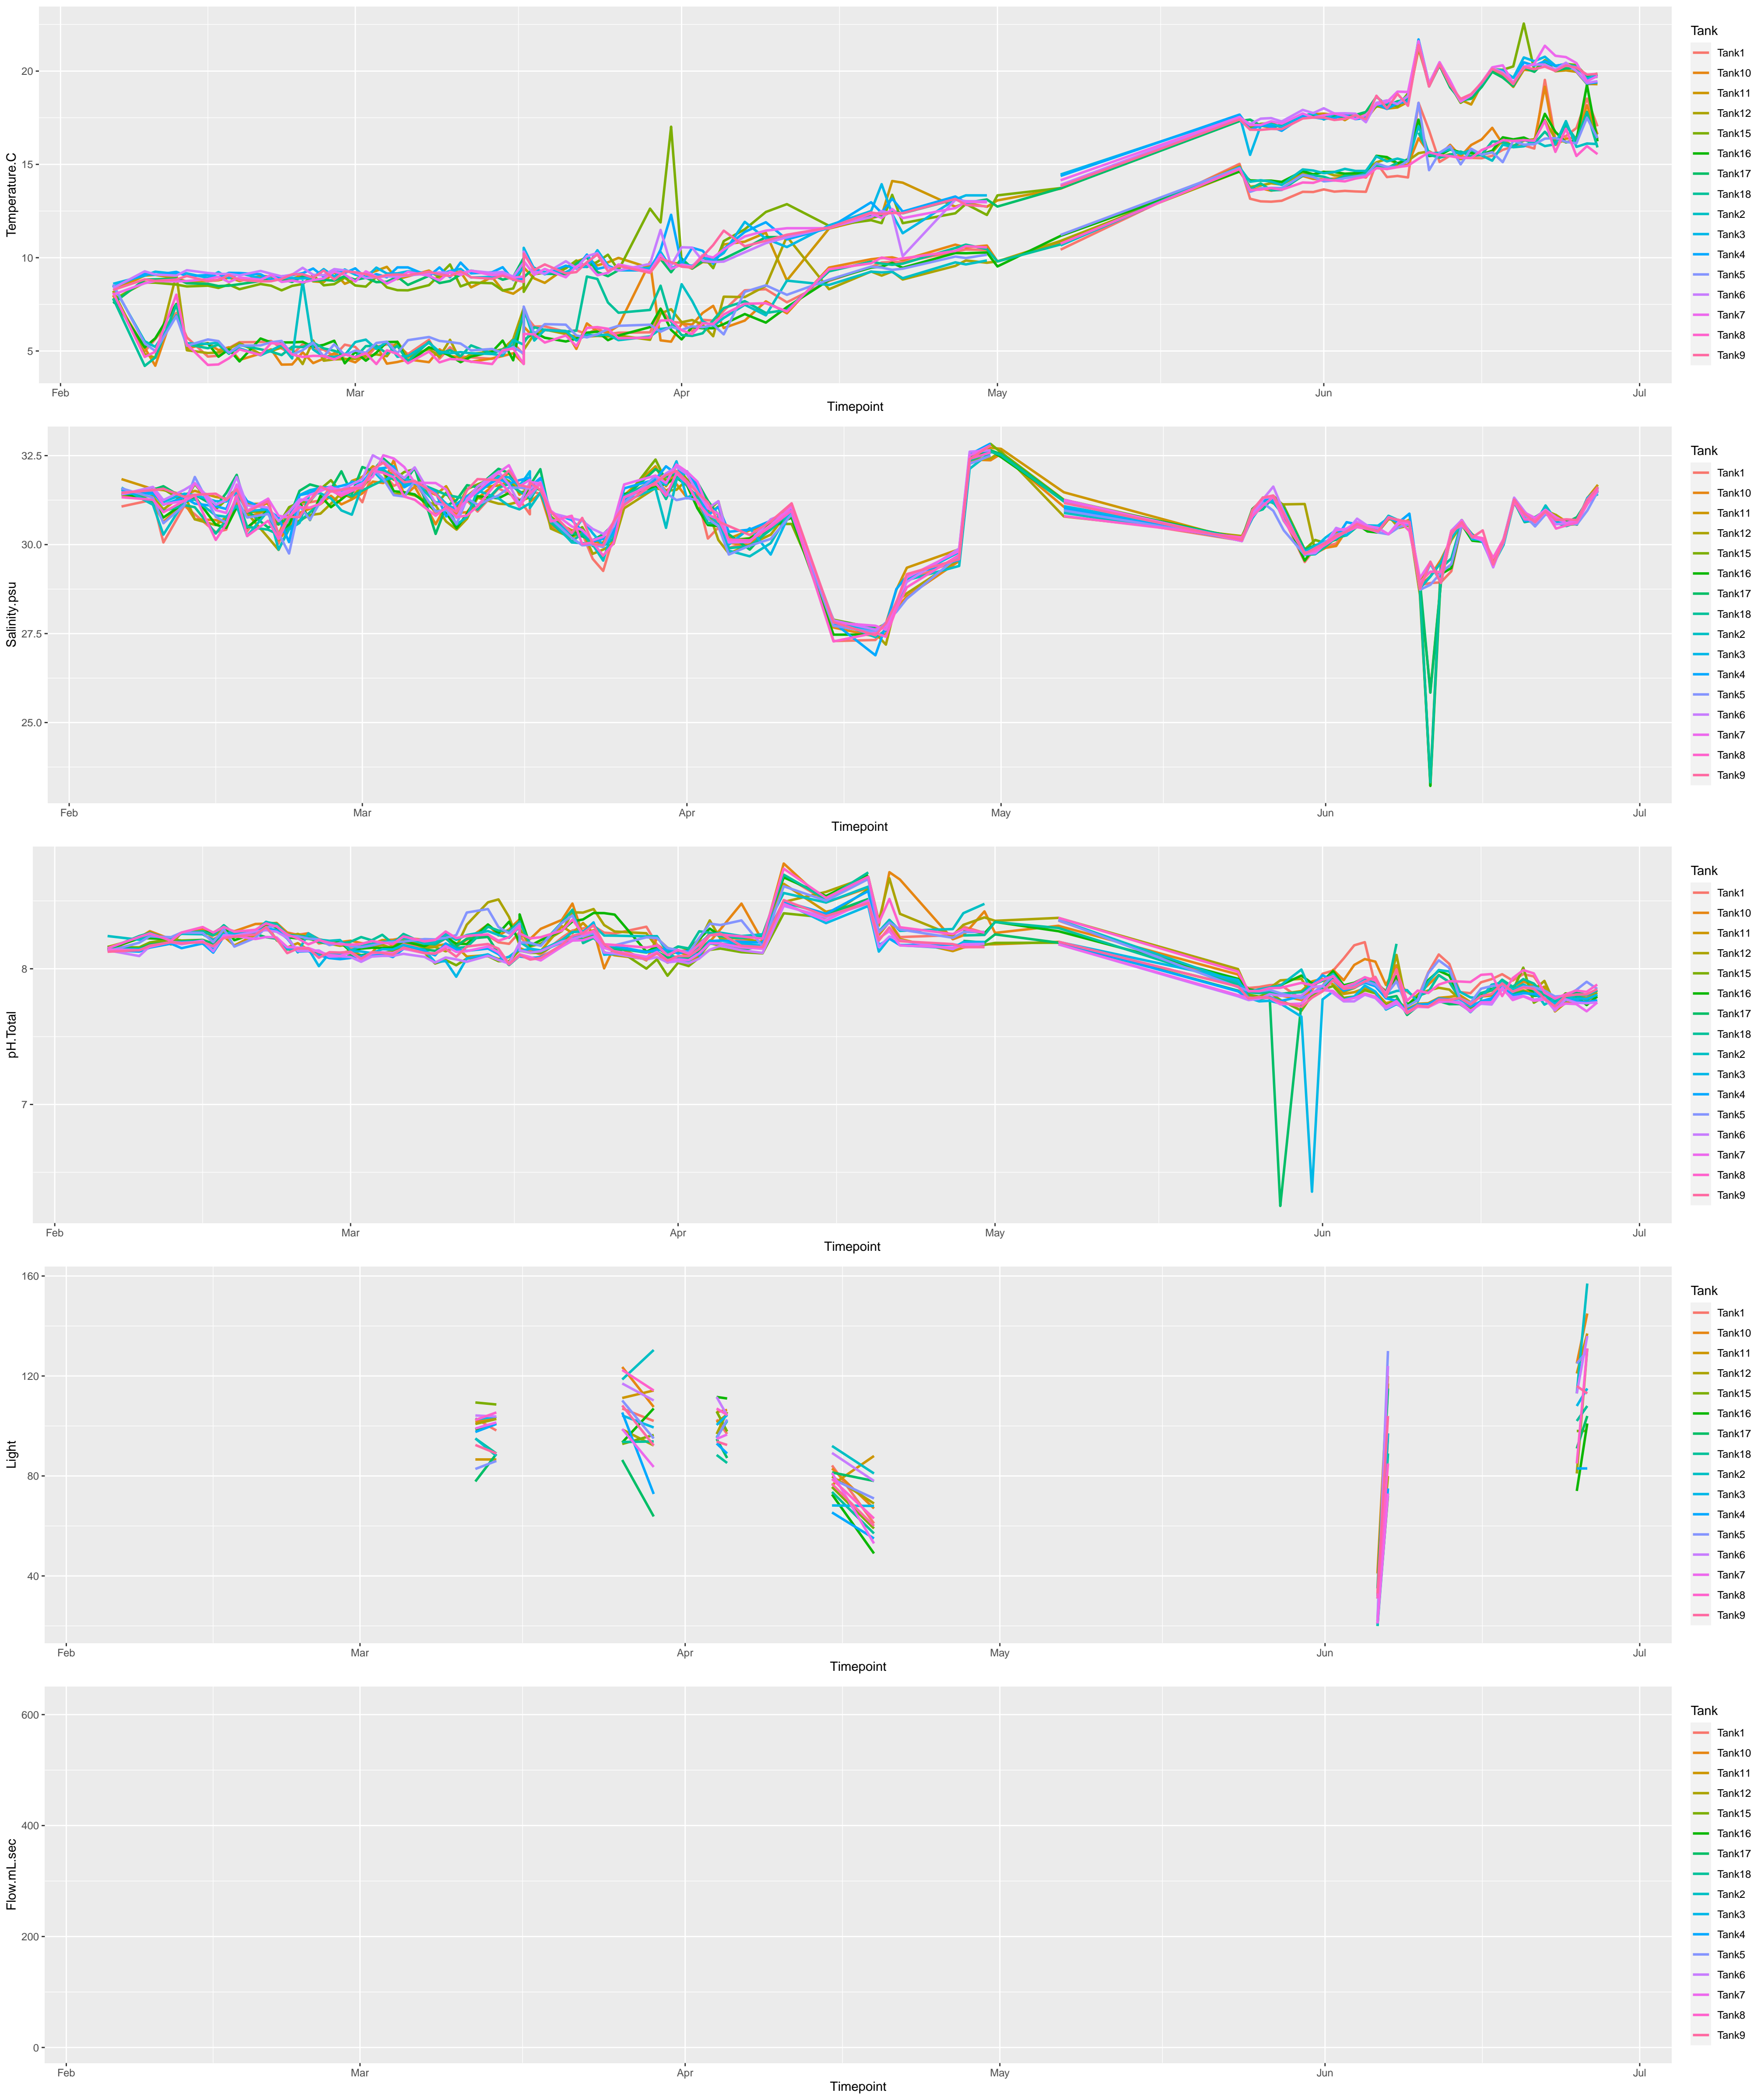 Temperature.C
20
15
10
5
Feb
Mar
Apr
May
Jun
Jul
Timepoint
Tank
Tank1
Tank10
Tank11
Tank12
Tank15
Tank16
Tank17
Tank18
Tank2
Tank3
Tank4
Tank5
Tank6
Tank7
Tank8
Tank9
Salinity.psu
32.5
30.0
27.5
25.0
Feb
Mar
Apr
May
Jun
Jul
Timepoint
Tank
Tank1
Tank10
Tank11
Tank12
Tank15
Tank16
Tank17
Tank18
Tank2
Tank3
Tank4
Tank5
Tank6
Tank7
Tank8
Tank9
pH.Total
8
7
Feb
Mar
Apr
May
Jun
Jul
Timepoint
Tank
Tank1
Tank10
Tank11
Tank12
Tank15
Tank16
Tank17
Tank18
Tank2
Tank3
Tank4
Tank5
Tank6
Tank7
Tank8
Tank9
Light
160
120
80
40
Feb
Mar
Apr
May
Jun
Jul
Timepoint
Tank
Tank1
Tank10
Tank11
Tank12
Tank15
Tank16
Tank17
Tank18
Tank2
Tank3
Tank4
Tank5
Tank6
Tank7
Tank8
Tank9
Flow.mL.sec
600
400
200
0
Feb
Mar
Apr
May
Jun
Jul
Timepoint
Tank
Tank1
Tank10
Tank11
Tank12
Tank15
Tank16
Tank17
Tank18
Tank2
Tank3
Tank4
Tank5
Tank6
Tank7
Tank8
Tank9